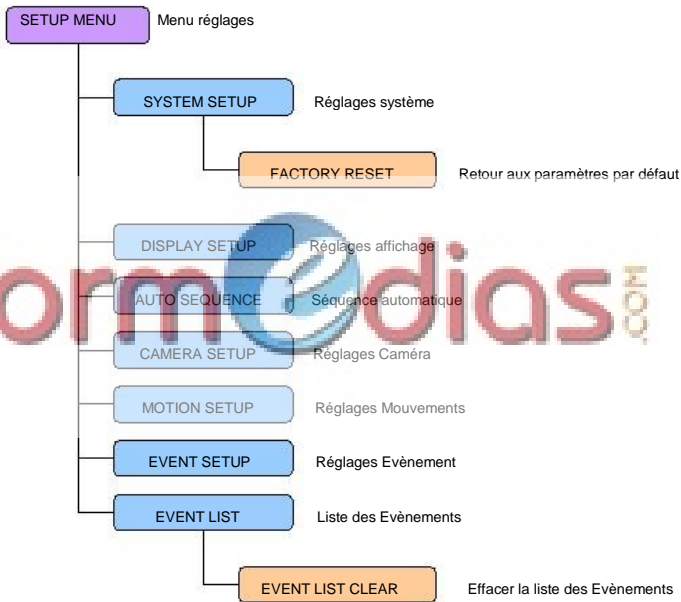 SETUP MENU Menu réglages
SYSTEM SETUP Réglages système
FACTORY RESET Retour aux paramètres par défaut
DISPLAY SETUP Réglages affichage
ormedias.COM
AUTO SEQUENCE Séquence automatique
CAMERA SETUP Réglages Caméra
MOTION SETUP Réglages Mouvements
EVENT SETUP Réglages Evènement
EVENT LIST Liste des Evènements
EVENT LIST CLEAR Effacer la liste des Evènements